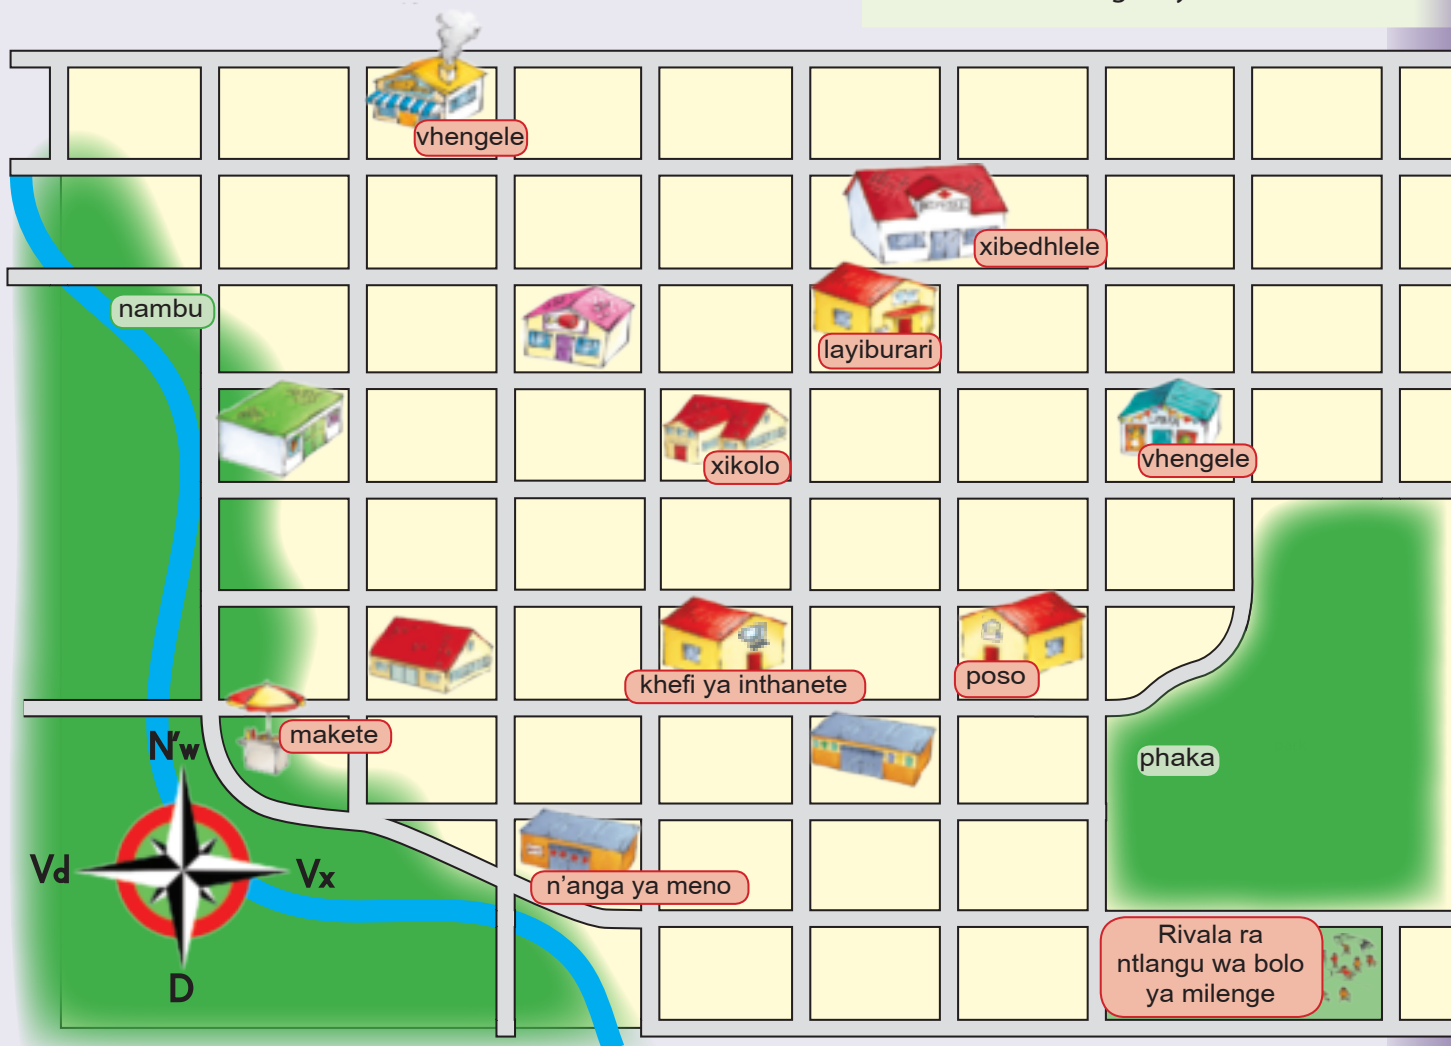 vhengele
xibedhlele
nambu
layiburari
xikolo
vhengele
khefi ya inthanete
poso
makete
N'w
phaka
Vd
Vx
n'anga ya meno
D
Rivala ra
ntlangu wa bolo
ya milenge